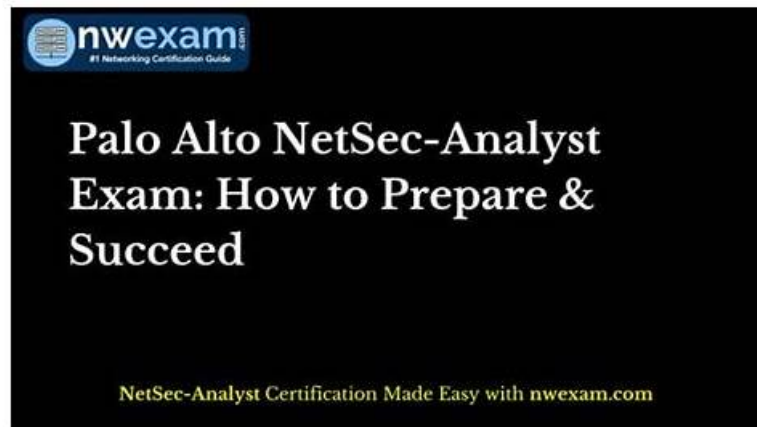 nwexam.com
#1 Networking Certification Guide
Palo Alto NetSec-Analyst
Exam: How to Prepare &
Succeed
NetSec-Analyst Certification Made Easy with nwexam.com